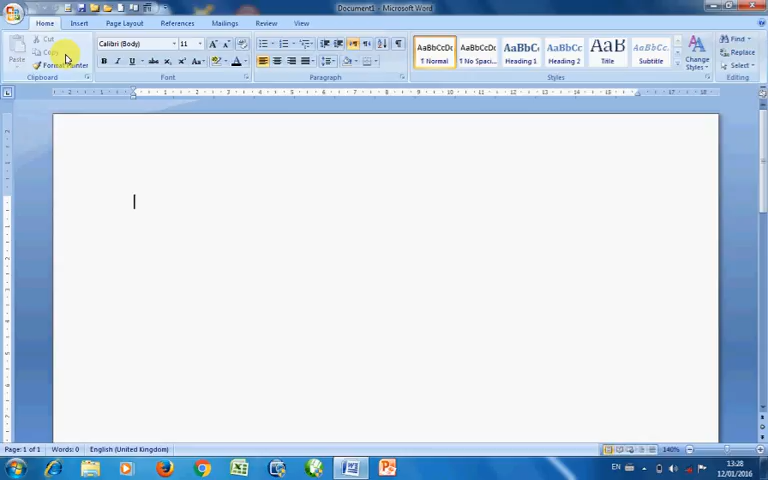 Document1 - Microsoft Word
Home Insert Page Layout References Mailings Review View
Paste
Cut
Copy
Format Painter
Clipboard
Calibri (Body) 11
Font
Paragraph
AaBbCcDc
¶ Normal
AaBbCcDc
¶ No Spaci...
AaBbCc
Heading 1
AaBbCc
Heading 2
AaB
Title
AaBbCc.
Subtitle
Change
Styles
Styles
Find
Replace
Select
Editing
Page: 1 of 1 Words: 0 English (United Kingdom) 140%
EN
13:28
12/01/2016